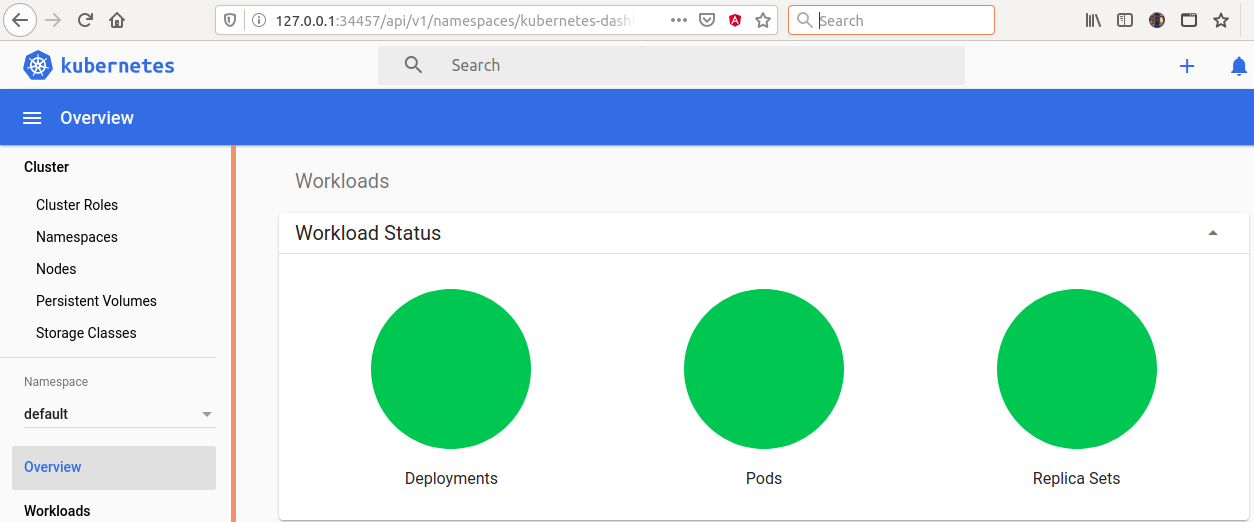 127.0.0.1:34457/api/v1/namespaces/kubernetes-dash
Search
kubernetes
Search
Overview
Cluster
Cluster Roles
Namespaces
Nodes
Persistent Volumes
Storage Classes
Namespace
default
Overview
Workloads
Workloads
Workload Status
Deployments
Pods
Replica Sets